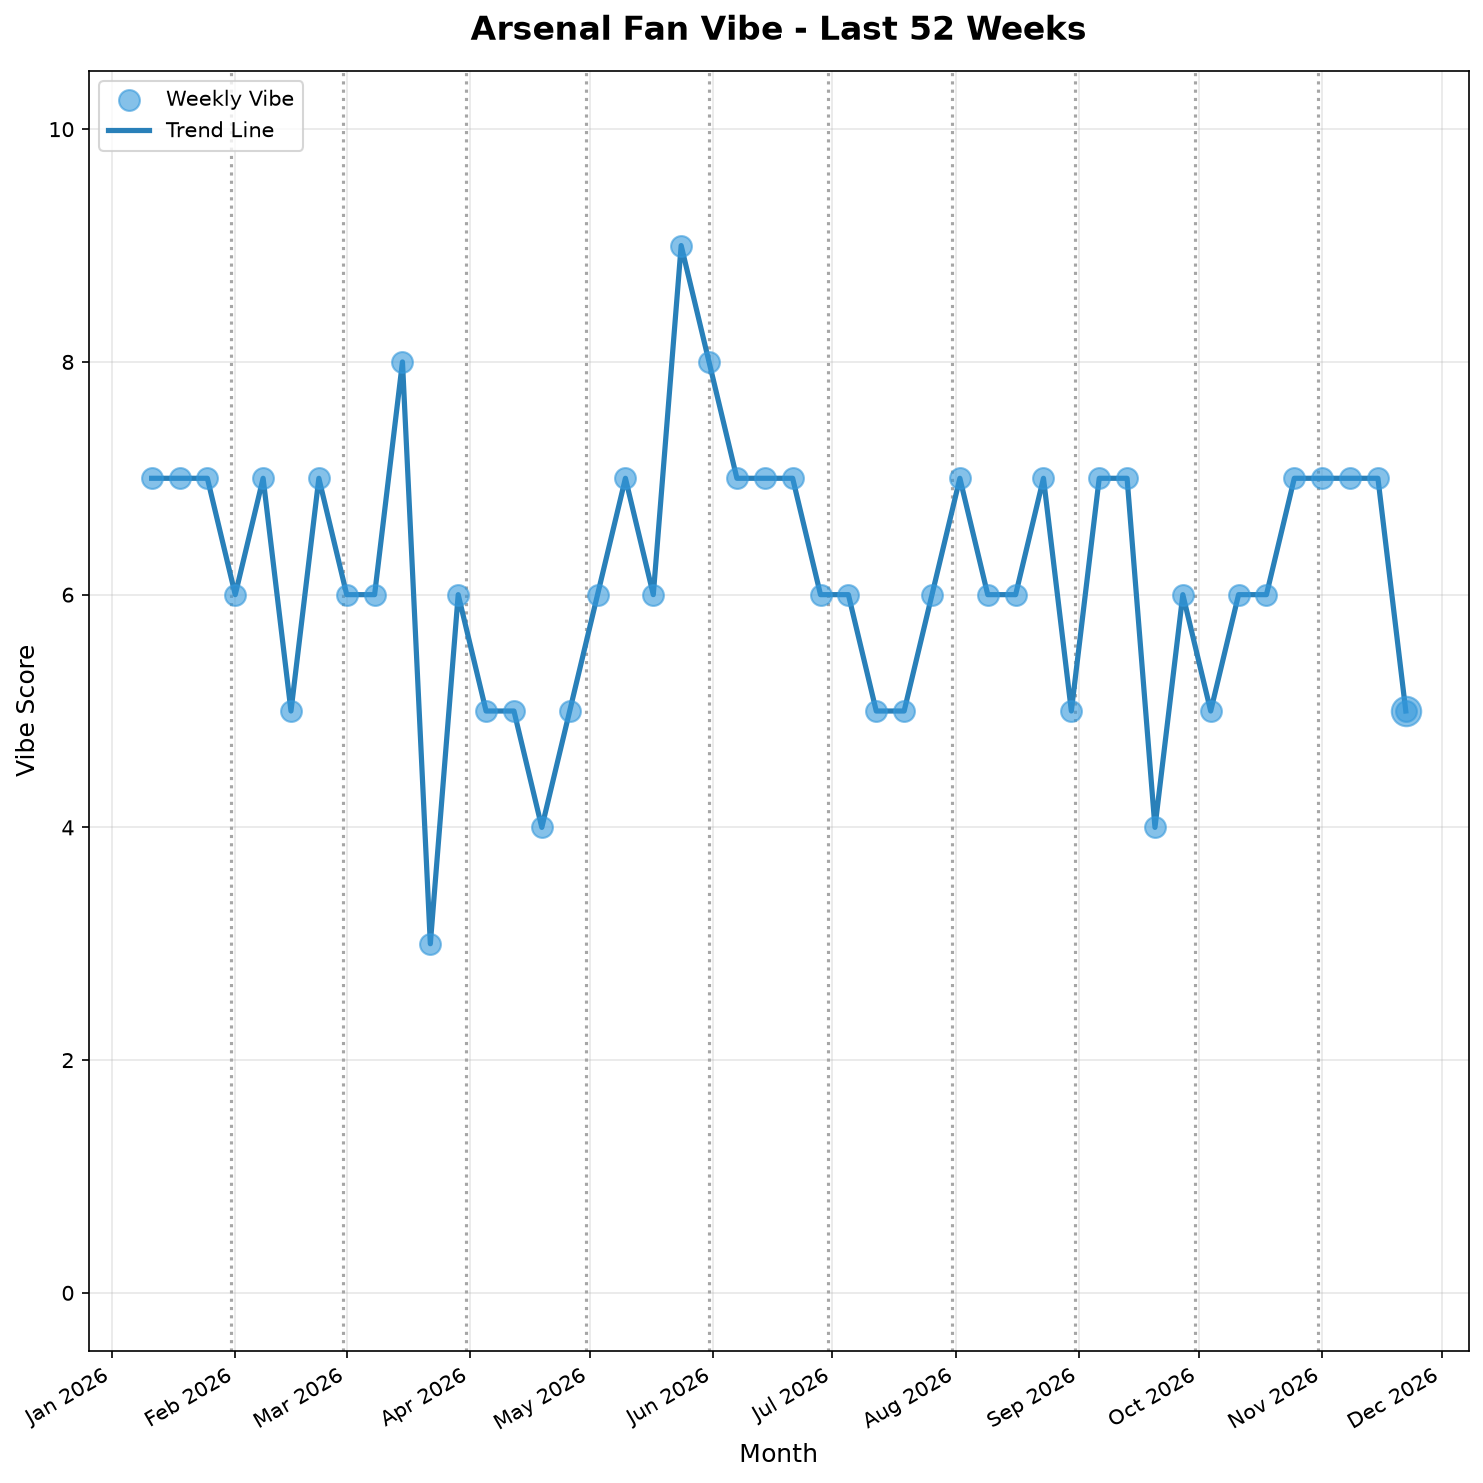 Arsenal Fan Vibe - Last 52 Weeks
Weekly Vibe
Trend Line
10
8
6
4
2
0
Vibe Score
Jan 2026
Feb 2026
Mar 2026
Apr 2026
May 2026
Jun 2026
Jul 2026
Aug 2026
Sep 2026
Oct 2026
Nov 2026
Dec 2026
Month